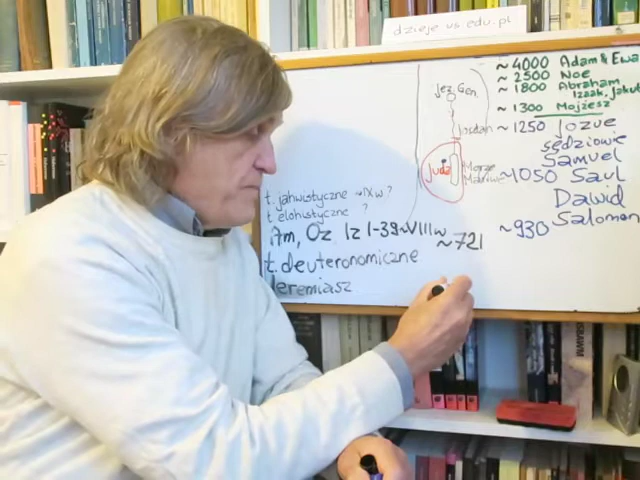 dzieje.us.edu.pl
~4000 Adam & Ewa
~2500 Noe
~1800 Abraham
Izaak, Jakub
~1300 Mojżesz
~1250 Jozue
sędziowie
Samuel
~1050 Saul
Dawid
Salomon
~930
Jez. Gen.
Jordan
Juda
Morze
Martwe
t. jahwistyczne ~IX w?
t. elohistyczne ?
Am, Oz Iz 1-39 ~VIII w
~721
t. deuteronomiczne
Jeremiasz